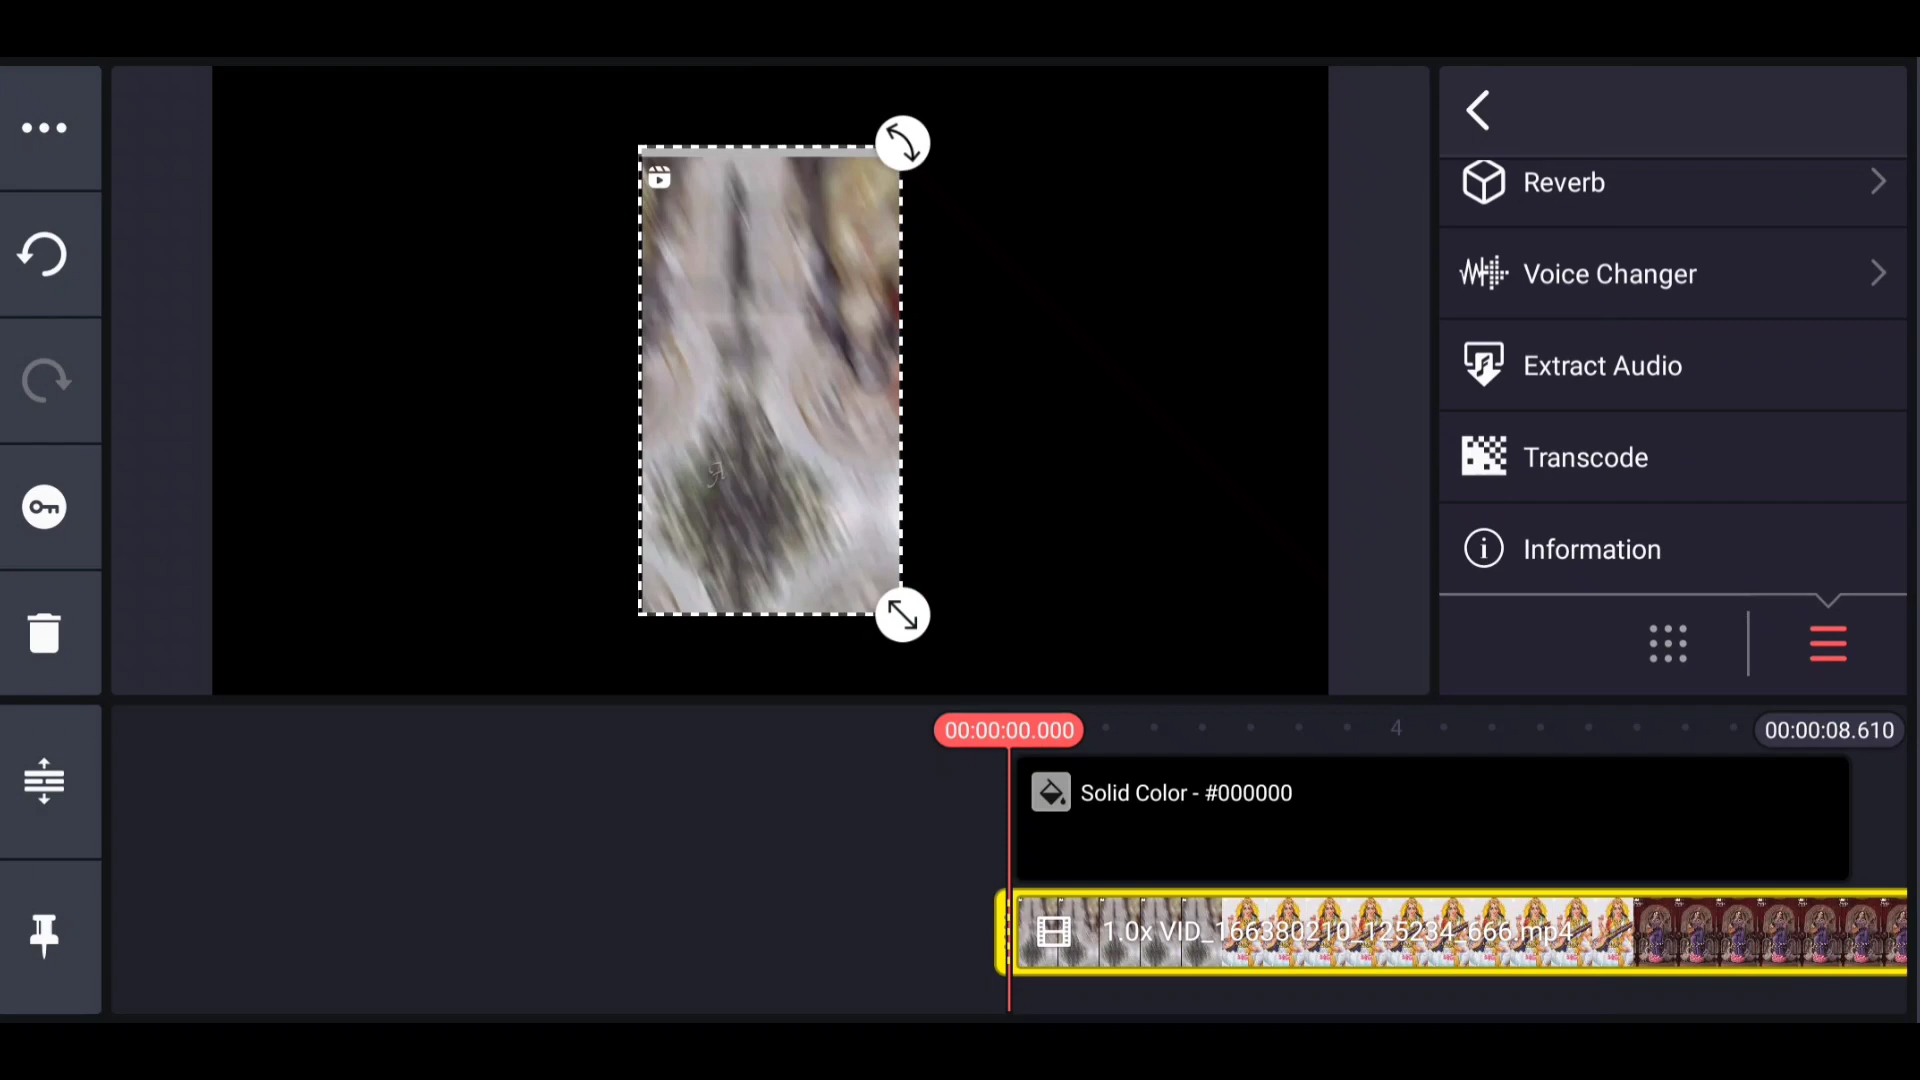 Reverb
Voice Changer
Extract Audio
Transcode
Information
00:00:00.000
4
00:00:08.610
Solid Color - #000000
1.0x VID_166380210_125234_666.mp4